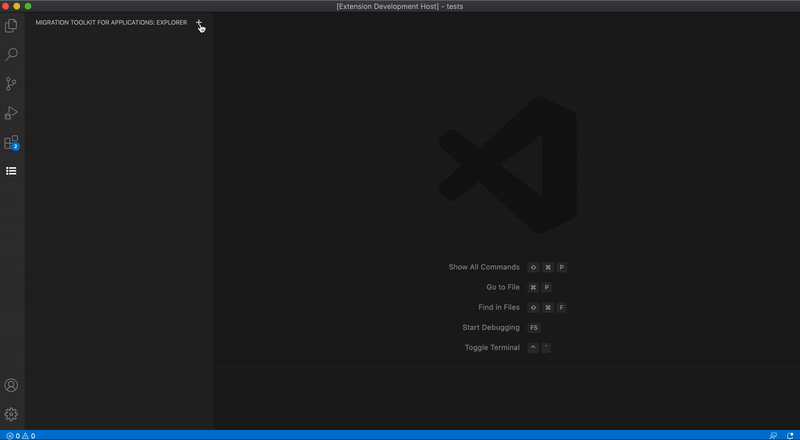 [Extension Development Host] - tests
MIGRATION TOOLKIT FOR APPLICATIONS: EXPLORER
2
Show All Commands ⇧ ⌘ P
Go to File ⌘ P
Find in Files ⇧ ⌘ F
Start Debugging F5
Toggle Terminal ^ `
0 0